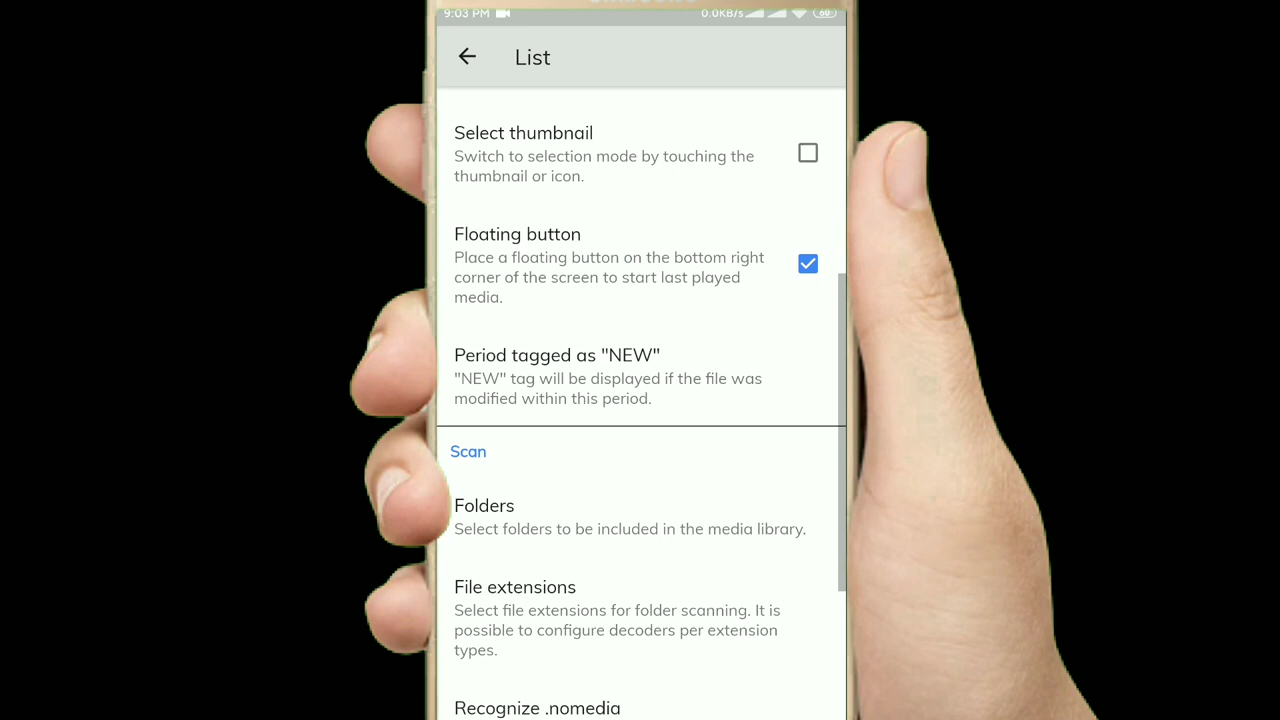 9:03 PM 0.0KB/s 60
List
Select thumbnail
Switch to selection mode by touching the
thumbnail or icon.
Floating button
Place a floating button on the bottom right
corner of the screen to start last played
media.
Period tagged as "NEW"
"NEW" tag will be displayed if the file was
modified within this period.
Scan
Folders
Select folders to be included in the media library.
File extensions
Select file extensions for folder scanning. It is
possible to configure decoders per extension
types.
Recognize .nomedia